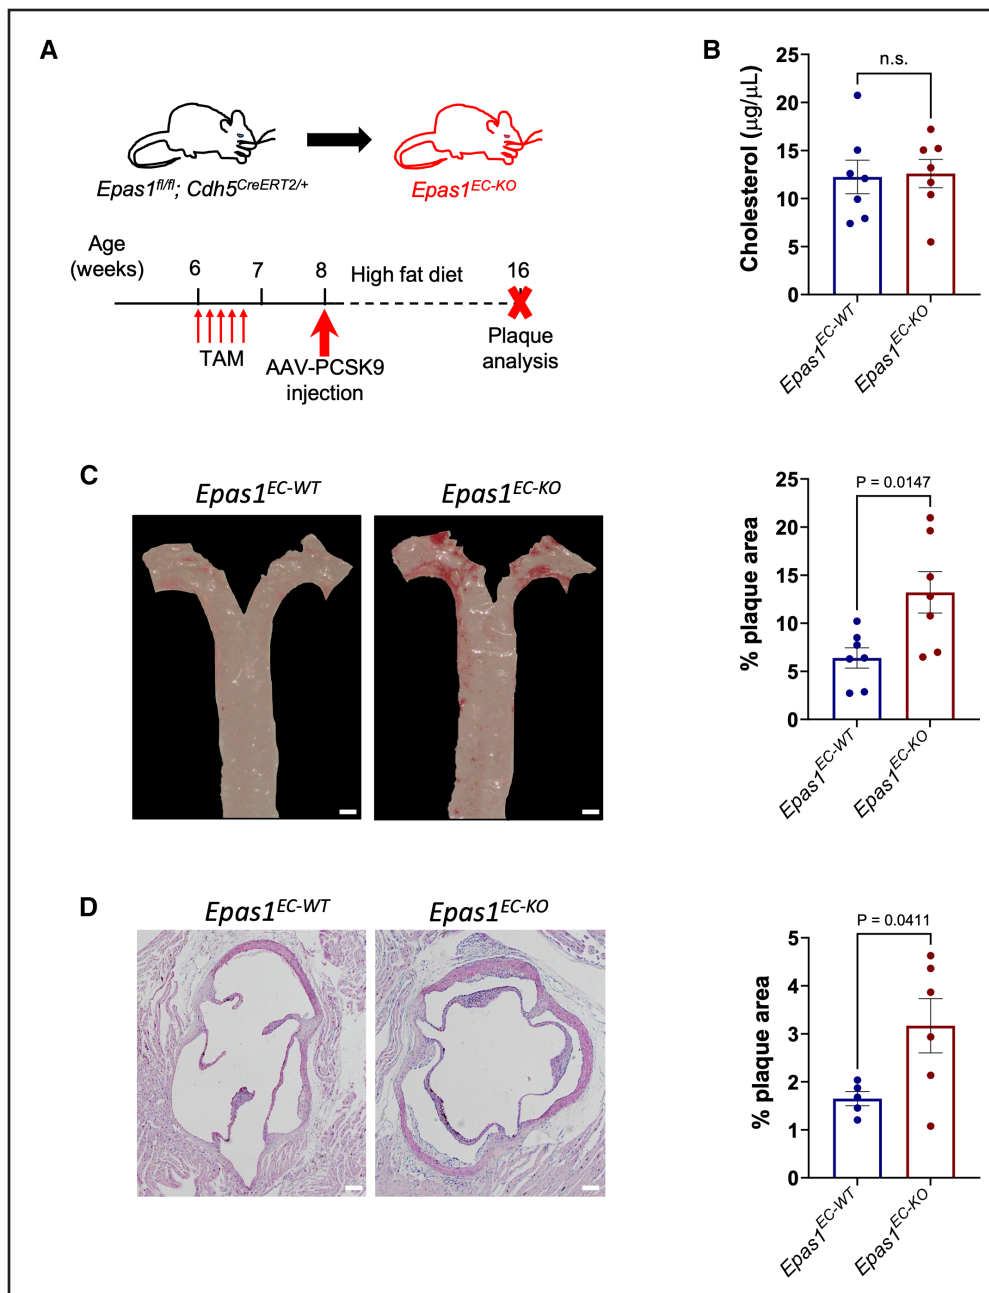 A
Epas1fl/fl; Cdh5CreERT2/+
Epas1EC-KO
Age
(weeks)
6
7
8
High fat diet
16
TAM
AAV-PCSK9
injection
Plaque
analysis
B
n.s.
Cholesterol (µg/µL)
25
20
15
10
5
0
Epas1EC-WT
Epas1EC-KO
C
Epas1EC-WT
Epas1EC-KO
P = 0.0147
% plaque area
25
20
15
10
5
0
Epas1EC-WT
Epas1EC-KO
D
Epas1EC-WT
Epas1EC-KO
P = 0.0411
% plaque area
5
4
3
2
1
0
Epas1EC-WT
Epas1EC-KO